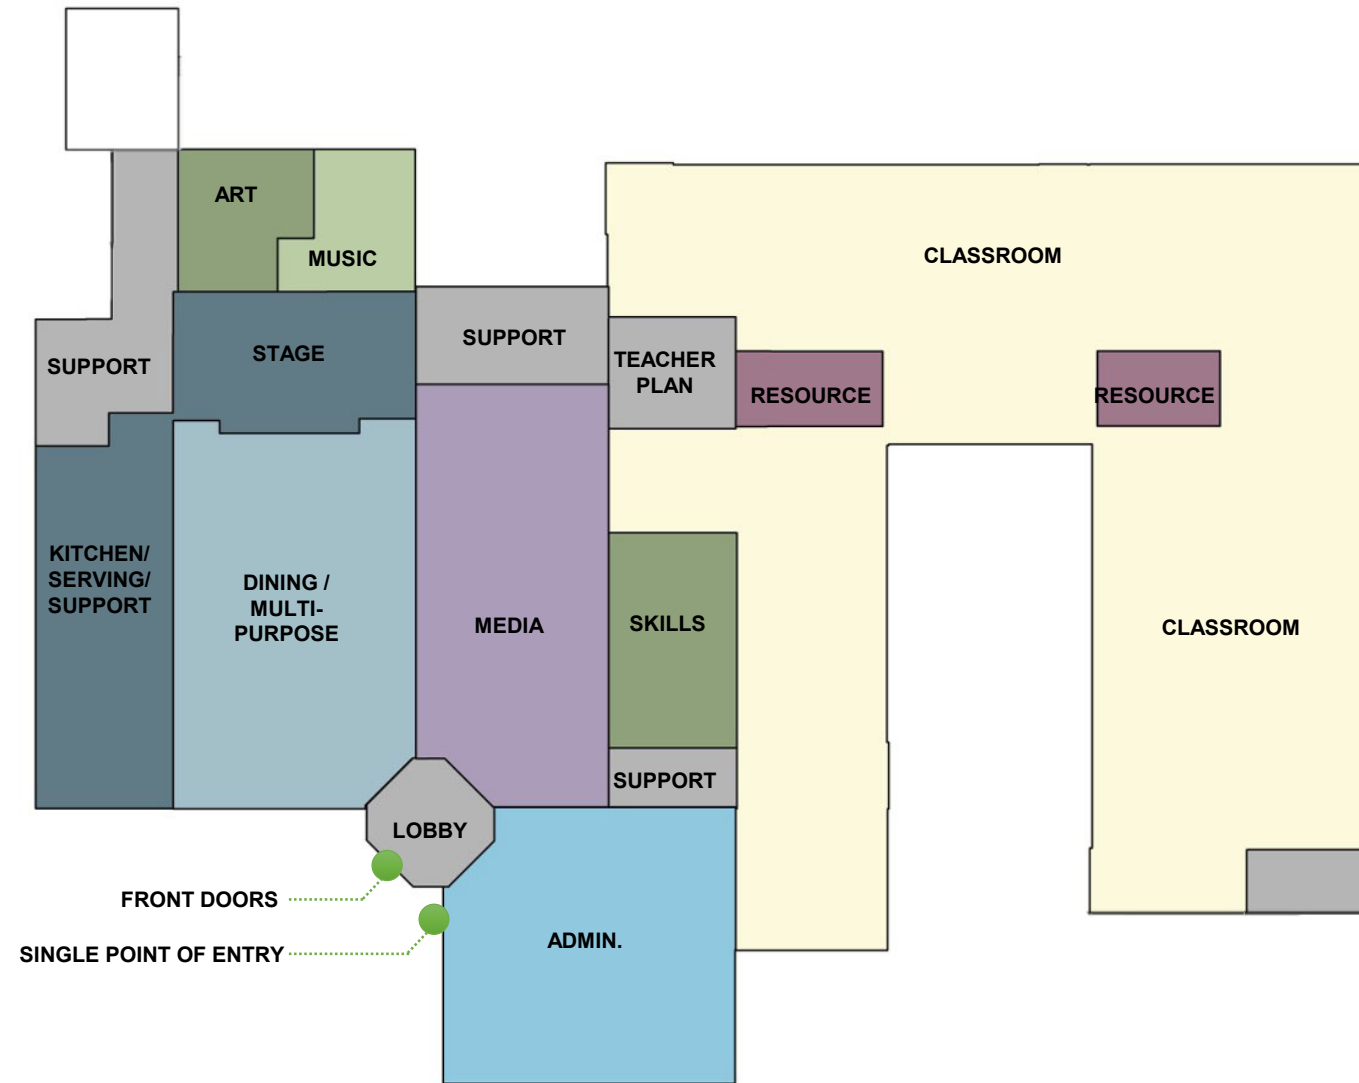 ART
MUSIC
CLASSROOM
SUPPORT
STAGE
SUPPORT
TEACHER
PLAN
RESOURCE
RESOURCE
KITCHEN/
SERVING/
SUPPORT
DINING /
MULTI-
PURPOSE
MEDIA
SKILLS
CLASSROOM
SUPPORT
LOBBY
FRONT DOORS
SINGLE POINT OF ENTRY
ADMIN.